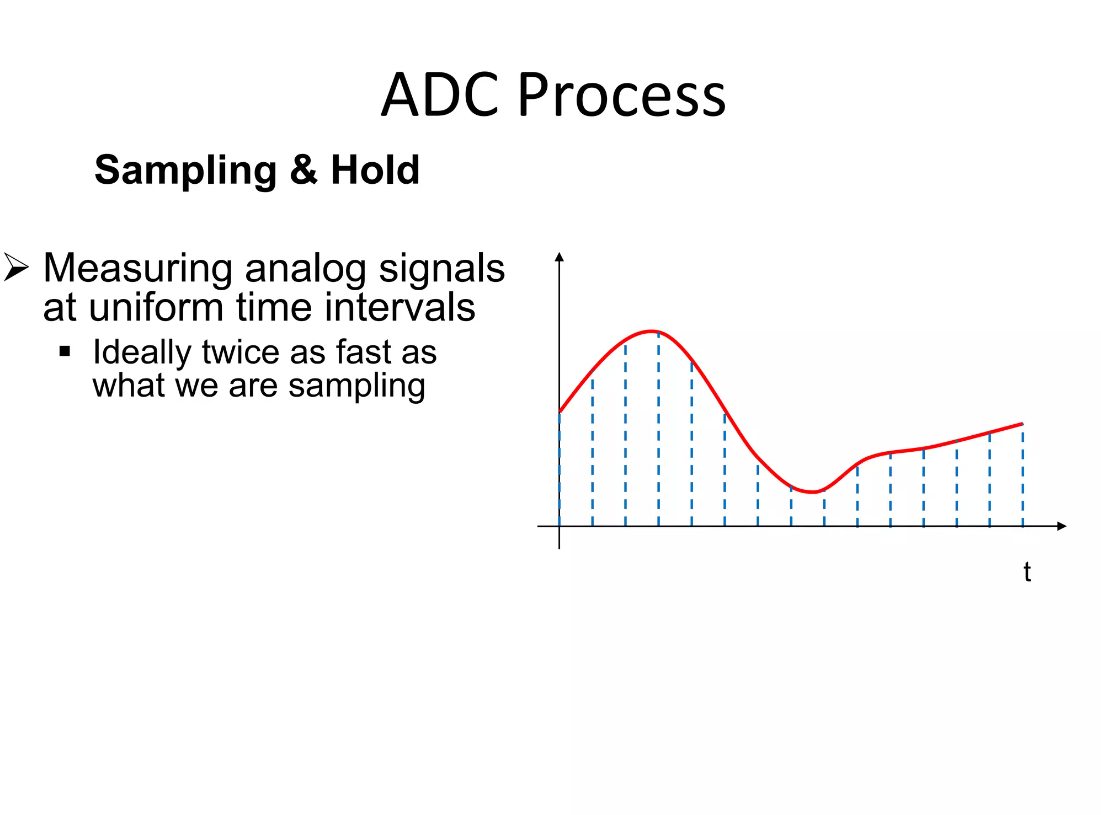 ADC Process
Sampling & Hold
➢ Measuring analog signals
at uniform time intervals
▪ Ideally twice as fast as
what we are sampling
t